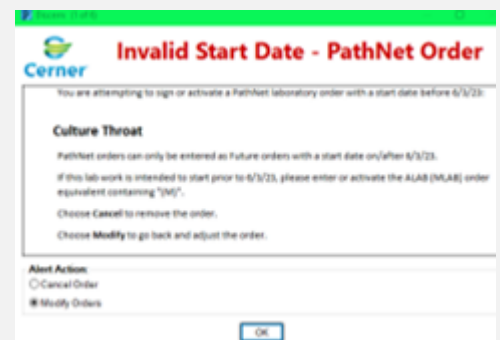 Discern: (1 of 6)
Cerner
Invalid Start Date - PathNet Order
You are attempting to sign or activate a PathNet laboratory order with a start date before 6/3/23:
Culture Throat
PathNet orders can only be entered as Future orders with a start date on/after 6/3/23.
If this lab work is intended to start prior to 6/3/23, please enter or activate the ALAB (MLAB) order
equivalent containing "(M)".
Choose Cancel to remove the order.
Choose Modify to go back and adjust the order.
Alert Action:
Cancel Order
Modify Orders
OK